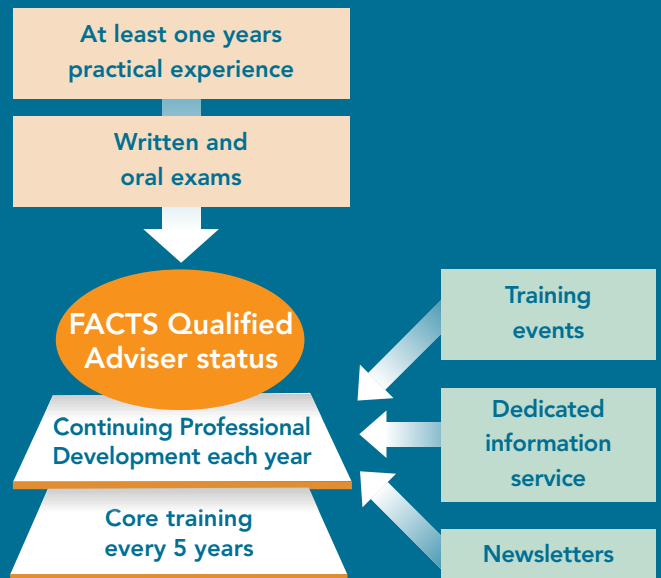 At least one years
practical experience
Written and
oral exams
FACTS Qualified
Adviser status
Continuing Professional
Development each year
Core training
every 5 years
Training
events
Dedicated
information
service
Newsletters